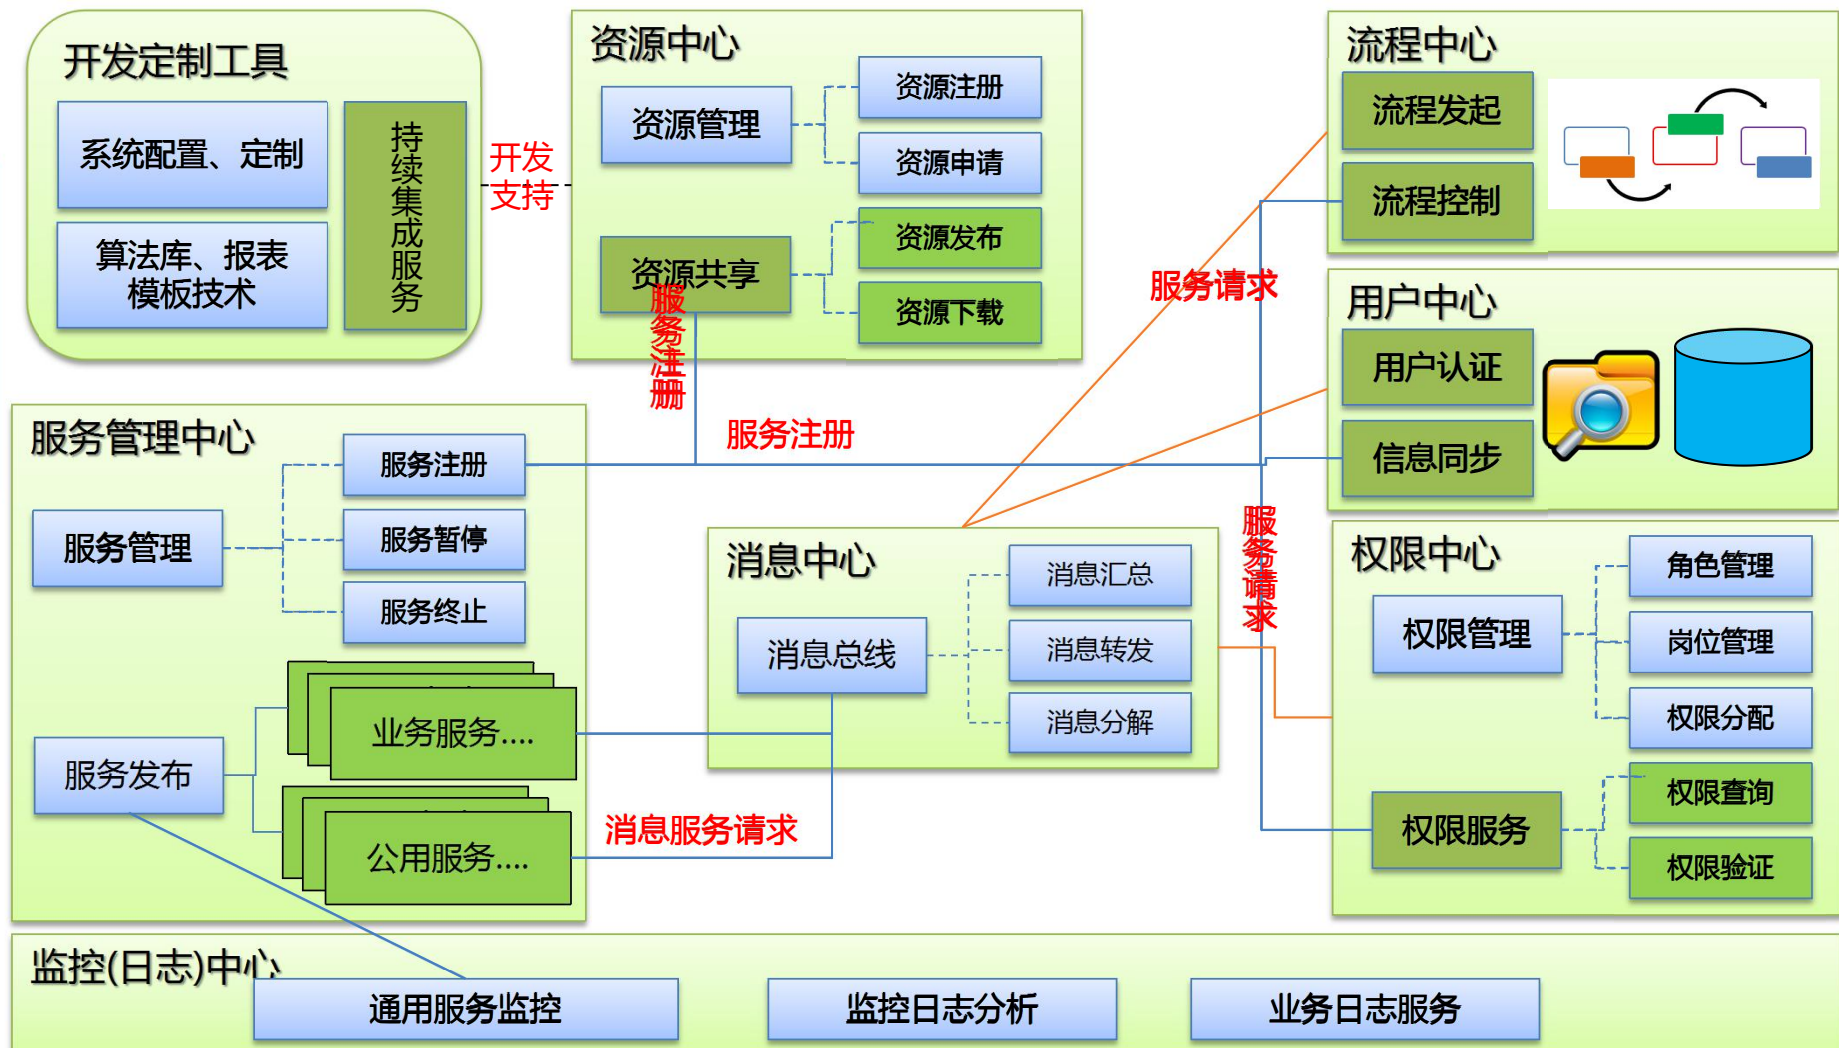 开发定制工具
系统配置、定制
算法库、报表
模板技术
持续集成服务
开发
支持
资源中心
资源管理
资源注册
资源申请
资源共享
资源发布
资源下载
服务注册
服务注册
流程中心
流程发起
流程控制
服务请求
用户中心
用户认证
信息同步
服务管理中心
服务管理
服务注册
服务暂停
服务终止
服务发布
业务服务....
公用服务....
消息服务请求
消息中心
消息总线
消息汇总
消息转发
消息分解
服务请求
权限中心
权限管理
角色管理
岗位管理
权限分配
权限服务
权限查询
权限验证
监控(日志)中心
通用服务监控
监控日志分析
业务日志服务